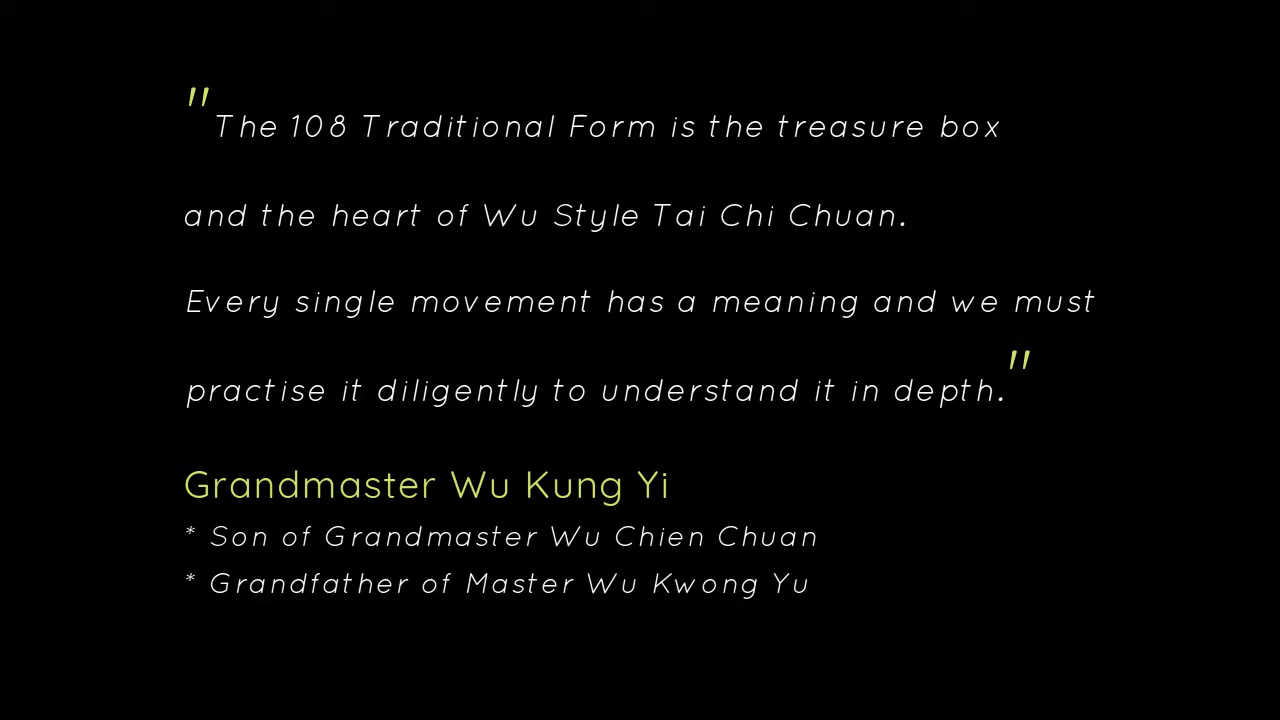 "The 108 Traditional Form is the treasure box
and the heart of Wu Style Tai Chi Chuan.
Every single movement has a meaning and we must
practise it diligently to understand it in depth."
Grandmaster Wu Kung Yi
* Son of Grandmaster Wu Chien Chuan
* Grandfather of Master Wu Kwong Yu